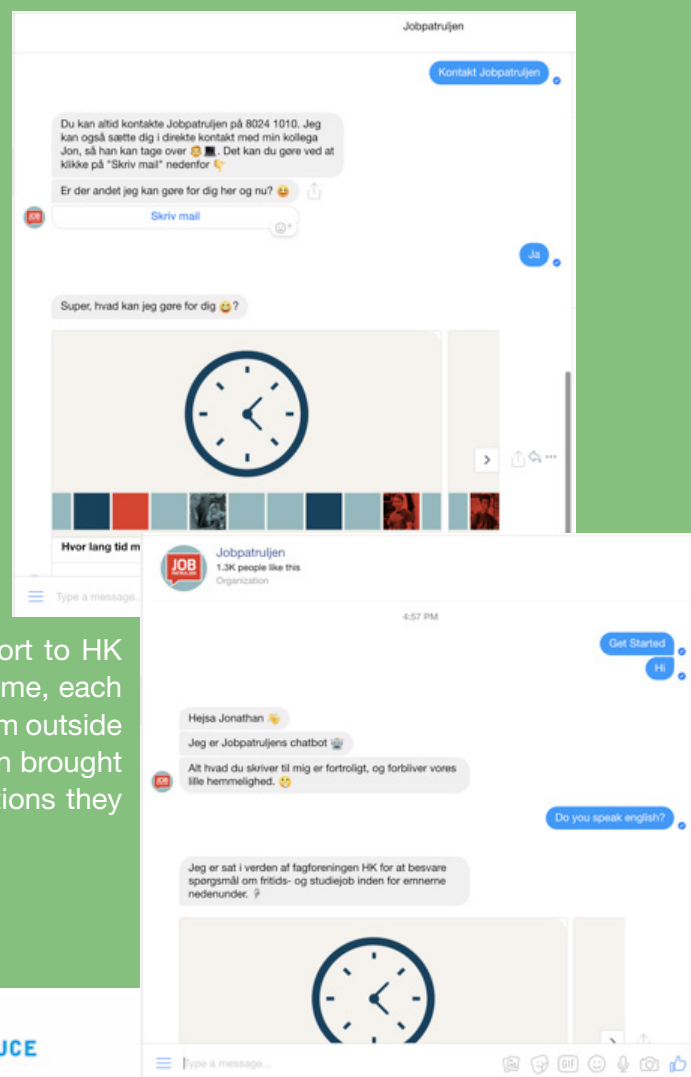 Jobpatruljen
Kontakt Jobpatruljen
Du kan altid kontakte Jobpatruljen på 8024 1010. Jeg
kan også sætte dig i direkte kontakt med min kollega
Jon, så han kan tage over 👨‍💻. Det kan du gøre ved at
klikke på "Skriv mail" nedenfor 👇
Er der andet jeg kan gøre for dig her og nu? 😆
JOB
Skriv mail
Ja
Super, hvad kan jeg gøre for dig 😄?
Hvor lang tid m
Type a message...
ort to HK
me, each
m outside
n brought
tions they
UCE
JOB
PATRULJEN
Jobpatruljen
1.3K people like this
Organization
4:57 PM
Get Started
Hi
Hejsa Jonathan 👋
Jeg er Jobpatruljens chatbot 🤖
Alt hvad du skriver til mig er fortroligt, og forbliver vores
lille hemmelighed. 🤫
JOB
Do you speak english?
Jeg er sat i verden af fagforeningen HK for at besvare
spørgsmål om fritids- og studiejob inden for emnerne
nedenunder. 👇
Type a message...
GIF